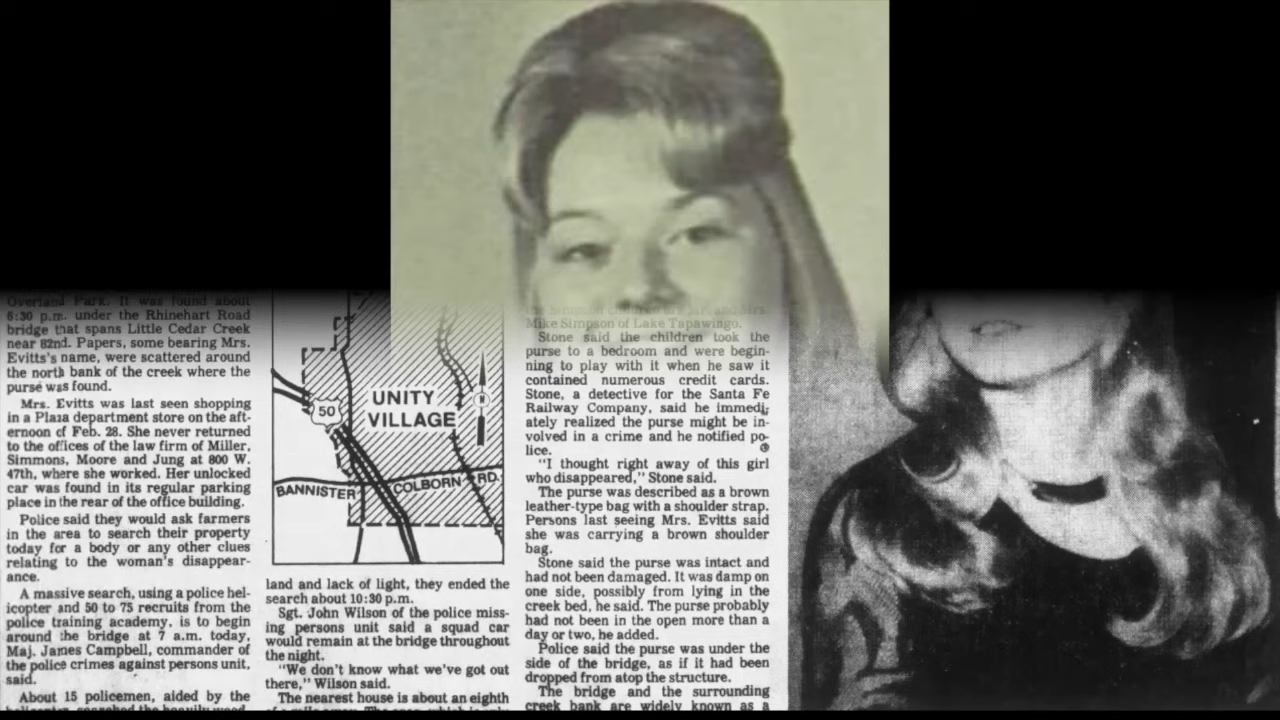 Overland Park. It was found about
6:30 p.m. under the Rhinehart Road
bridge that spans Little Cedar Creek
near 82nd. Papers, some bearing Mrs.
Evitts's name, were scattered around
the north bank of the creek where the
purse was found.
Mrs. Evitts was last seen shopping
in a Plaza department store on the aft-
ernoon of Feb. 28. She never returned
to the offices of the law firm of Miller,
Simmons, Moore and Jung at 800 W.
47th, where she worked. Her unlocked
car was found in its regular parking
place in the rear of the office building.
Police said they would ask farmers
in the area to search their property
today for a body or any other clues
relating to the woman's disappear-
ance.
A massive search, using a police hel-
icopter and 50 to 75 recruits from the
police training academy, is to begin
around the bridge at 7 a.m. today,
Maj. James Campbell, commander of
the police crimes against persons unit,
said.
About 15 policemen, aided by the
UNITY
VILLAGE
50
N
BANNISTER
COLBORN RD.
land and lack of light, they ended the
search about 10:30 p.m.
Sgt. John Wilson of the police miss-
ing persons unit said a squad car
would remain at the bridge throughout
the night.
"We don't know what we've got out
there," Wilson said.
The nearest house is about an eighth
Mike Simpson of Lake Tapawingo.
Stone said the children took the
purse to a bedroom and were begin-
ning to play with it when he saw it
contained numerous credit cards.
Stone, a detective for the Santa Fe
Railway Company, said he immedi-
ately realized the purse might be in-
volved in a crime and he notified po-
lice.
"I thought right away of this girl
who disappeared," Stone said.
The purse was described as a brown
leather-type bag with a shoulder strap.
Persons last seeing Mrs. Evitts said
she was carrying a brown shoulder
bag.
Stone said the purse was intact and
had not been damaged. It was damp on
one side, possibly from lying in the
creek bed, he said. The purse probably
had not been in the open more than a
day or two, he added.
Police said the purse was under the
side of the bridge, as if it had been
dropped from atop the structure.
The bridge and the surrounding
creek bank are widely known as a